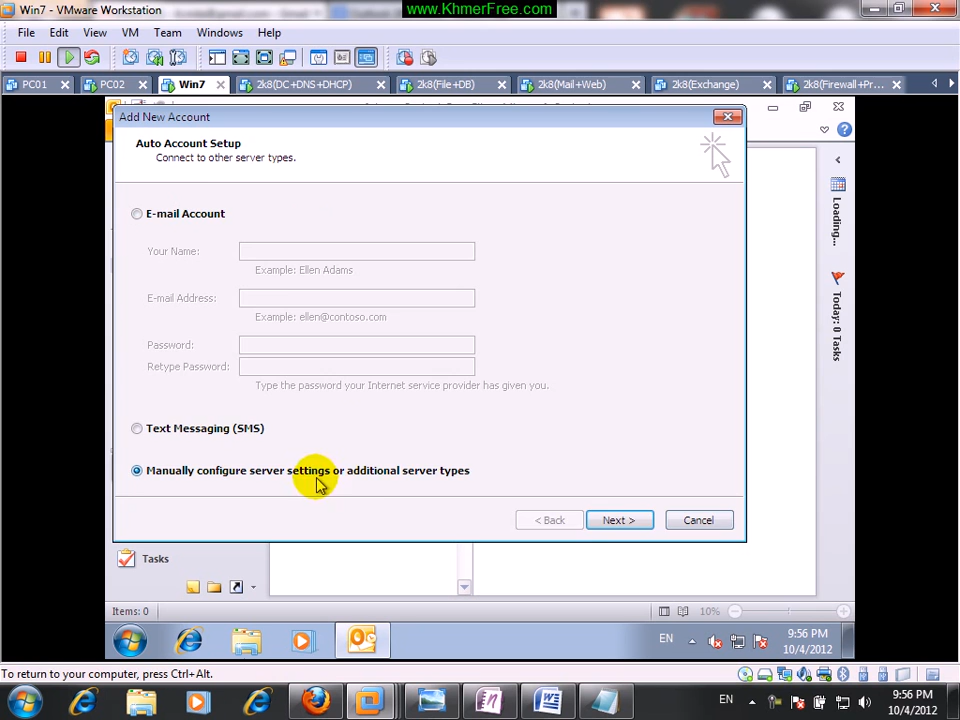 Win7 - VMware Workstation
www.KhmerFree.com
File Edit View VM Team Windows Help
PC01 PC02 Win7 2k8(DC+DNS+DHCP) 2k8(File+DB) 2k8(Mail+Web) 2k8(Exchange) 2k8(Firewall+Pr...
Add New Account
Auto Account Setup
Connect to other server types.
E-mail Account
Your Name:
Example: Ellen Adams
E-mail Address:
Example: ellen@contoso.com
Password:
Retype Password:
Type the password your Internet service provider has given you.
Text Messaging (SMS)
Manually configure server settings or additional server types
< Back Next > Cancel
Loading...
Today: 0 Tasks
Tasks
Items: 0 10%
EN 9:56 PM
10/4/2012
To return to your computer, press Ctrl+Alt.
EN 9:56 PM
10/4/2012